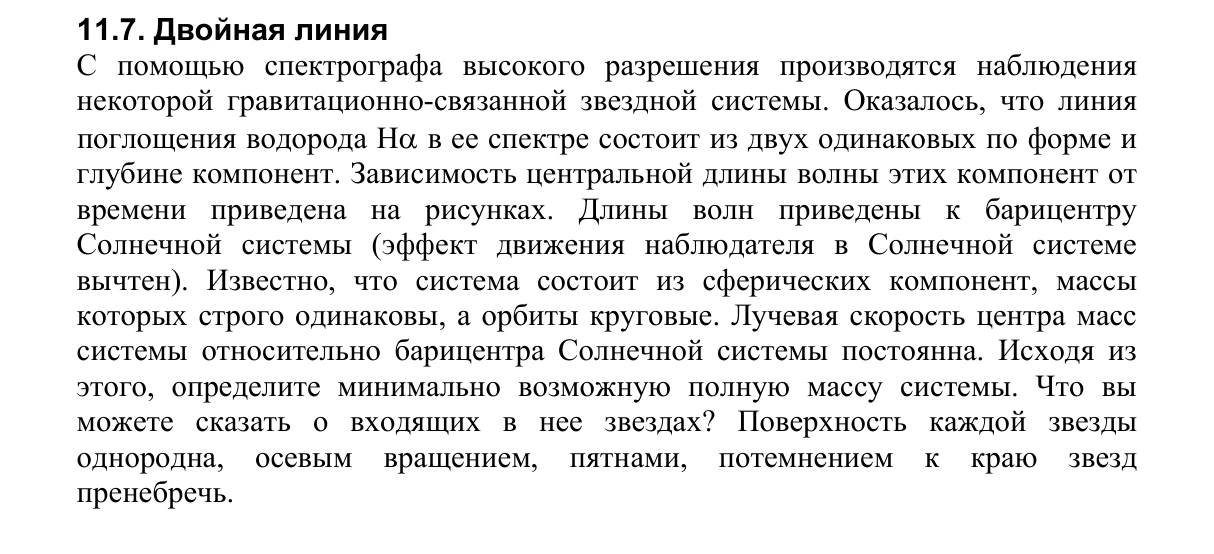 11.7. Двойная линия
С помощью спектрографа высокого разрешения производятся наблюдения
некоторой гравитационно-связанной звездной системы. Оказалось, что линия
поглощения водорода Hα в ее спектре состоит из двух одинаковых по форме и
глубине компонент. Зависимость центральной длины волны этих компонент от
времени приведена на рисунках. Длины волн приведены к барицентру
Солнечной системы (эффект движения наблюдателя в Солнечной системе
вычтен). Известно, что система состоит из сферических компонент, массы
которых строго одинаковы, а орбиты круговые. Лучевая скорость центра масс
системы относительно барицентра Солнечной системы постоянна. Исходя из
этого, определите минимально возможную полную массу системы. Что вы
можете сказать о входящих в нее звездах? Поверхность каждой звезды
однородна, осевым вращением, пятнами, потемнением к краю звезд
пренебречь.